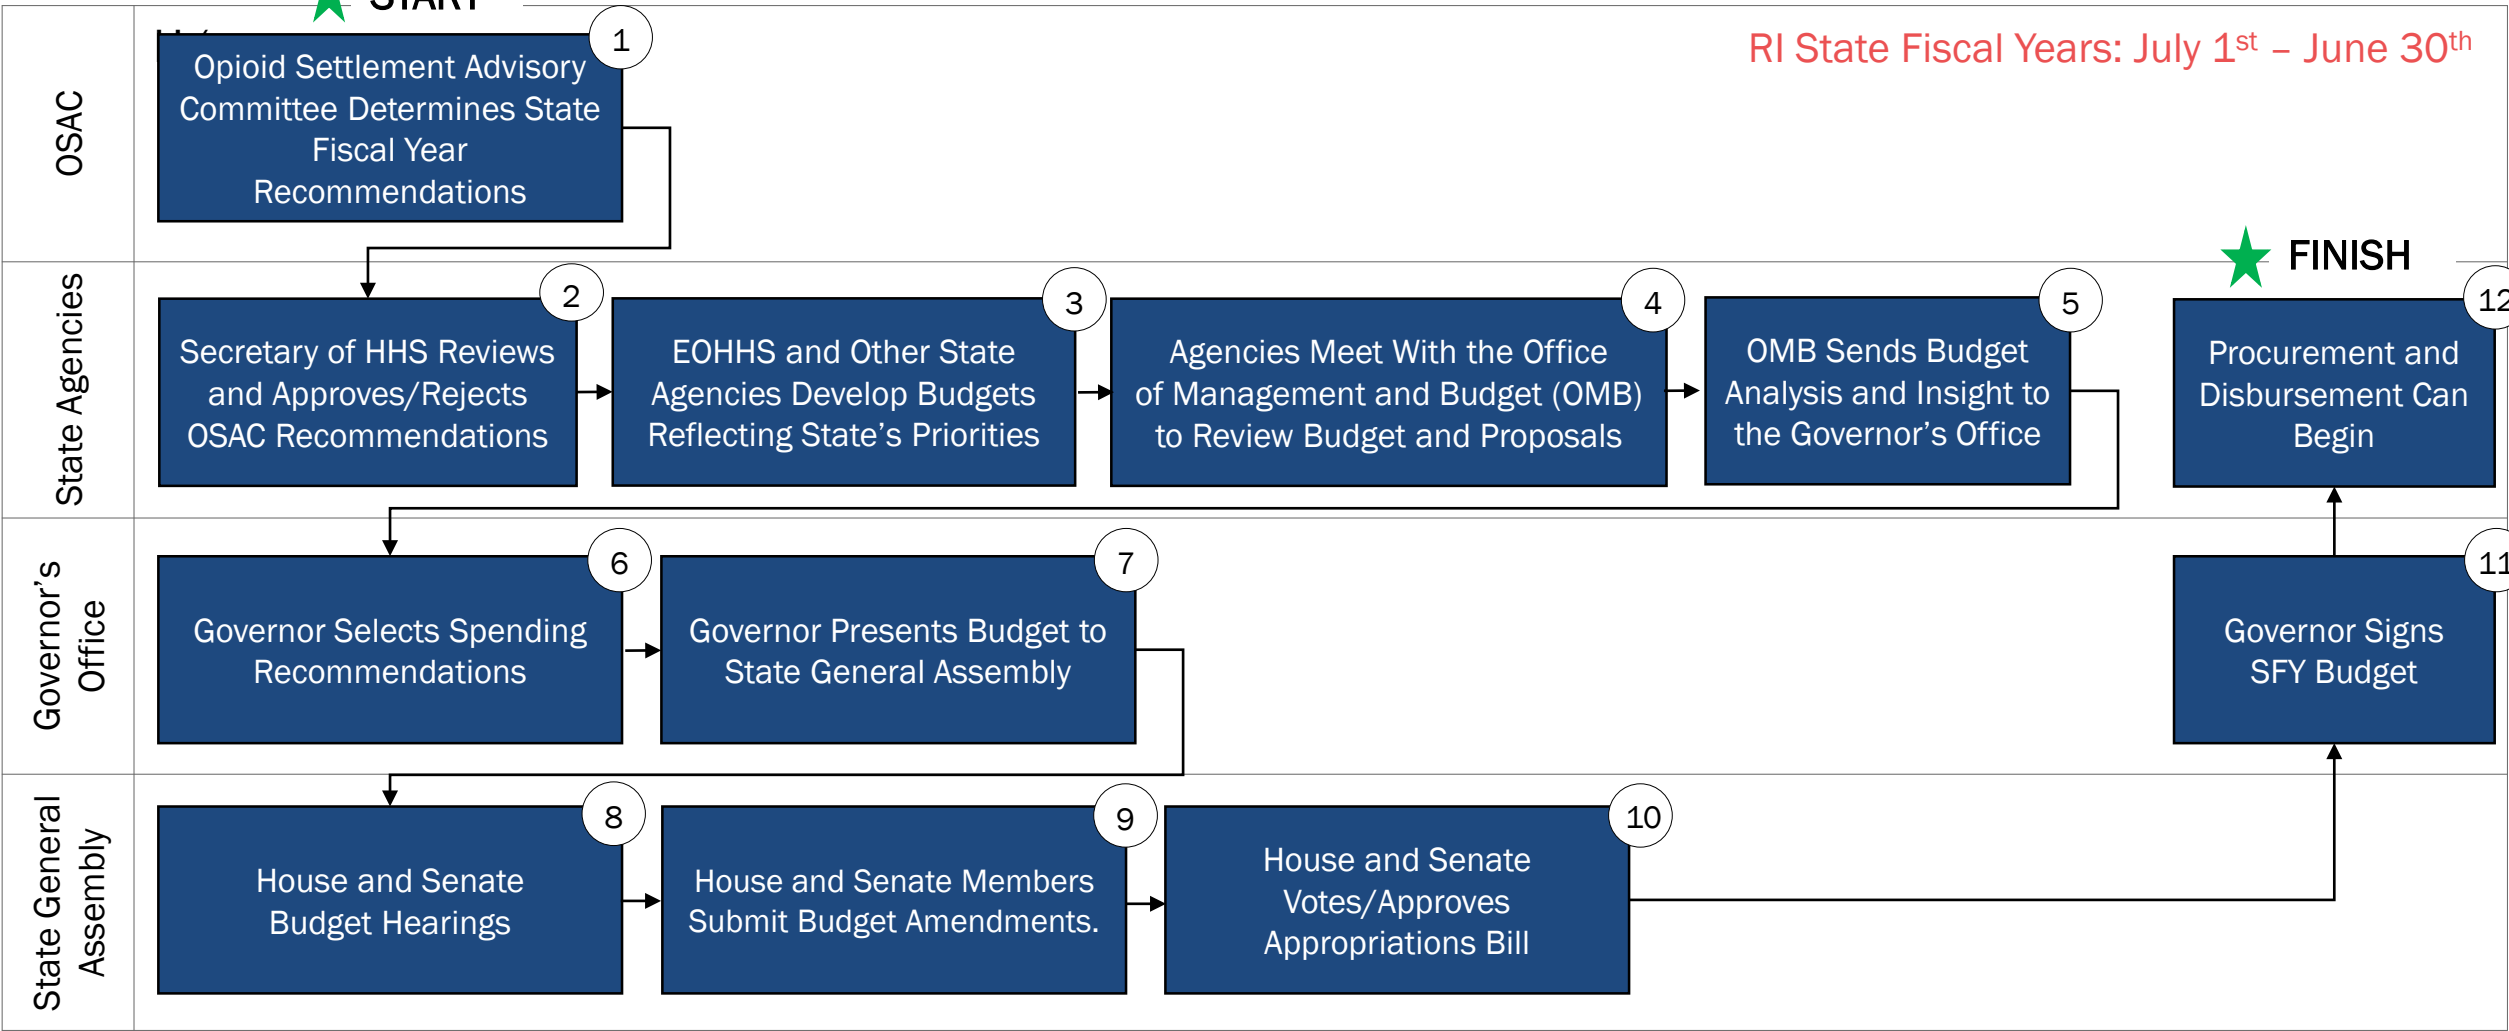 START
OSAC
1
Opioid Settlement Advisory
Committee Determines State
Fiscal Year
Recommendations
RI State Fiscal Years: July 1st – June 30th
FINISH
State Agencies
2
Secretary of HHS Reviews
and Approves/Rejects
OSAC Recommendations
3
EOHHS and Other State
Agencies Develop Budgets
Reflecting State’s Priorities
4
Agencies Meet With the Office
of Management and Budget (OMB)
to Review Budget and Proposals
5
OMB Sends Budget
Analysis and Insight to
the Governor’s Office
12
Procurement and
Disbursement Can
Begin
Governor’s
Office
6
Governor Selects Spending
Recommendations
7
Governor Presents Budget to
State General Assembly
11
Governor Signs
SFY Budget
State General
Assembly
8
House and Senate
Budget Hearings
9
House and Senate Members
Submit Budget Amendments.
10
House and Senate
Votes/Approves
Appropriations Bill